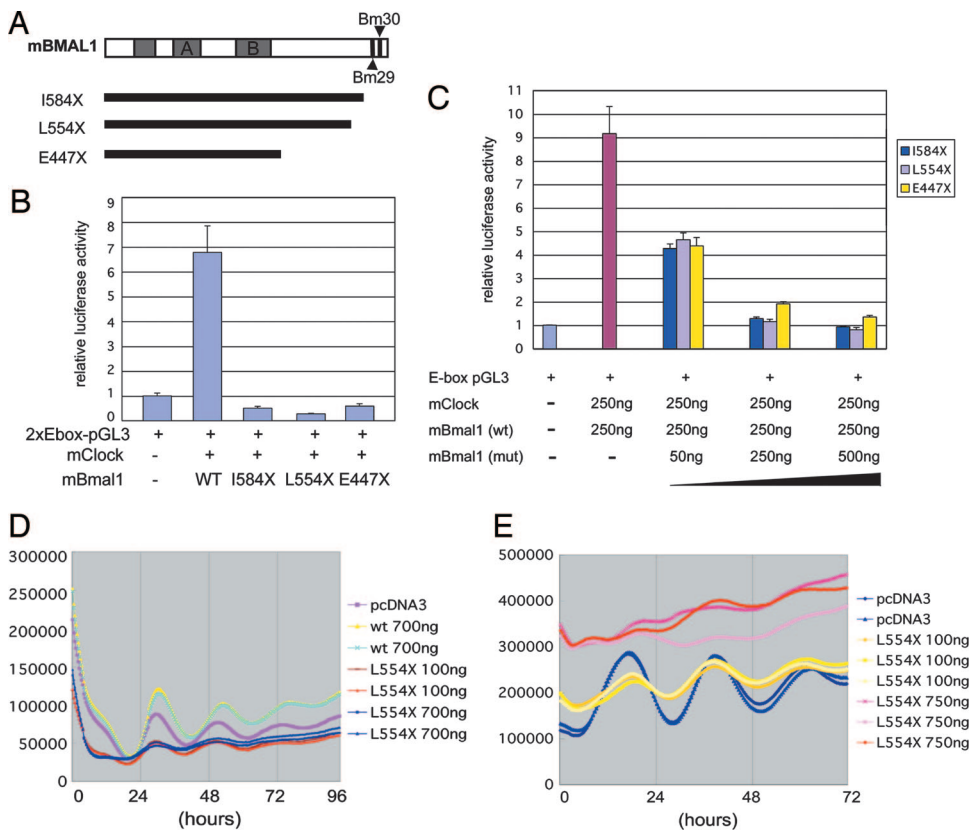 A
mBMAL1
A
B
Bm30
Bm29
I584X
L554X
E447X
B
relative luciferase activity
9
8
7
6
5
4
3
2
1
0
2xEbox-pGL3 + + + + +
mClock - + + + +
mBmal1 - WT I584X L554X E447X
C
relative luciferase activity
11
10
9
8
7
6
5
4
3
2
1
I584X
L554X
E447X
E-box pGL3 + + + + +
mClock – 250ng 250ng 250ng 250ng
mBmal1 (wt) – 250ng 250ng 250ng 250ng
mBmal1 (mut) – – 50ng 250ng 500ng
D
300000
250000
200000
150000
100000
50000
0
0 24 48 72 96
(hours)
pcDNA3
wt 700ng
wt 700ng
L554X 100ng
L554X 100ng
L554X 700ng
L554X 700ng
E
500000
400000
300000
200000
100000
0
0 24 48 72
(hours)
pcDNA3
pcDNA3
L554X 100ng
L554X 100ng
L554X 100ng
L554X 750ng
L554X 750ng
L554X 750ng